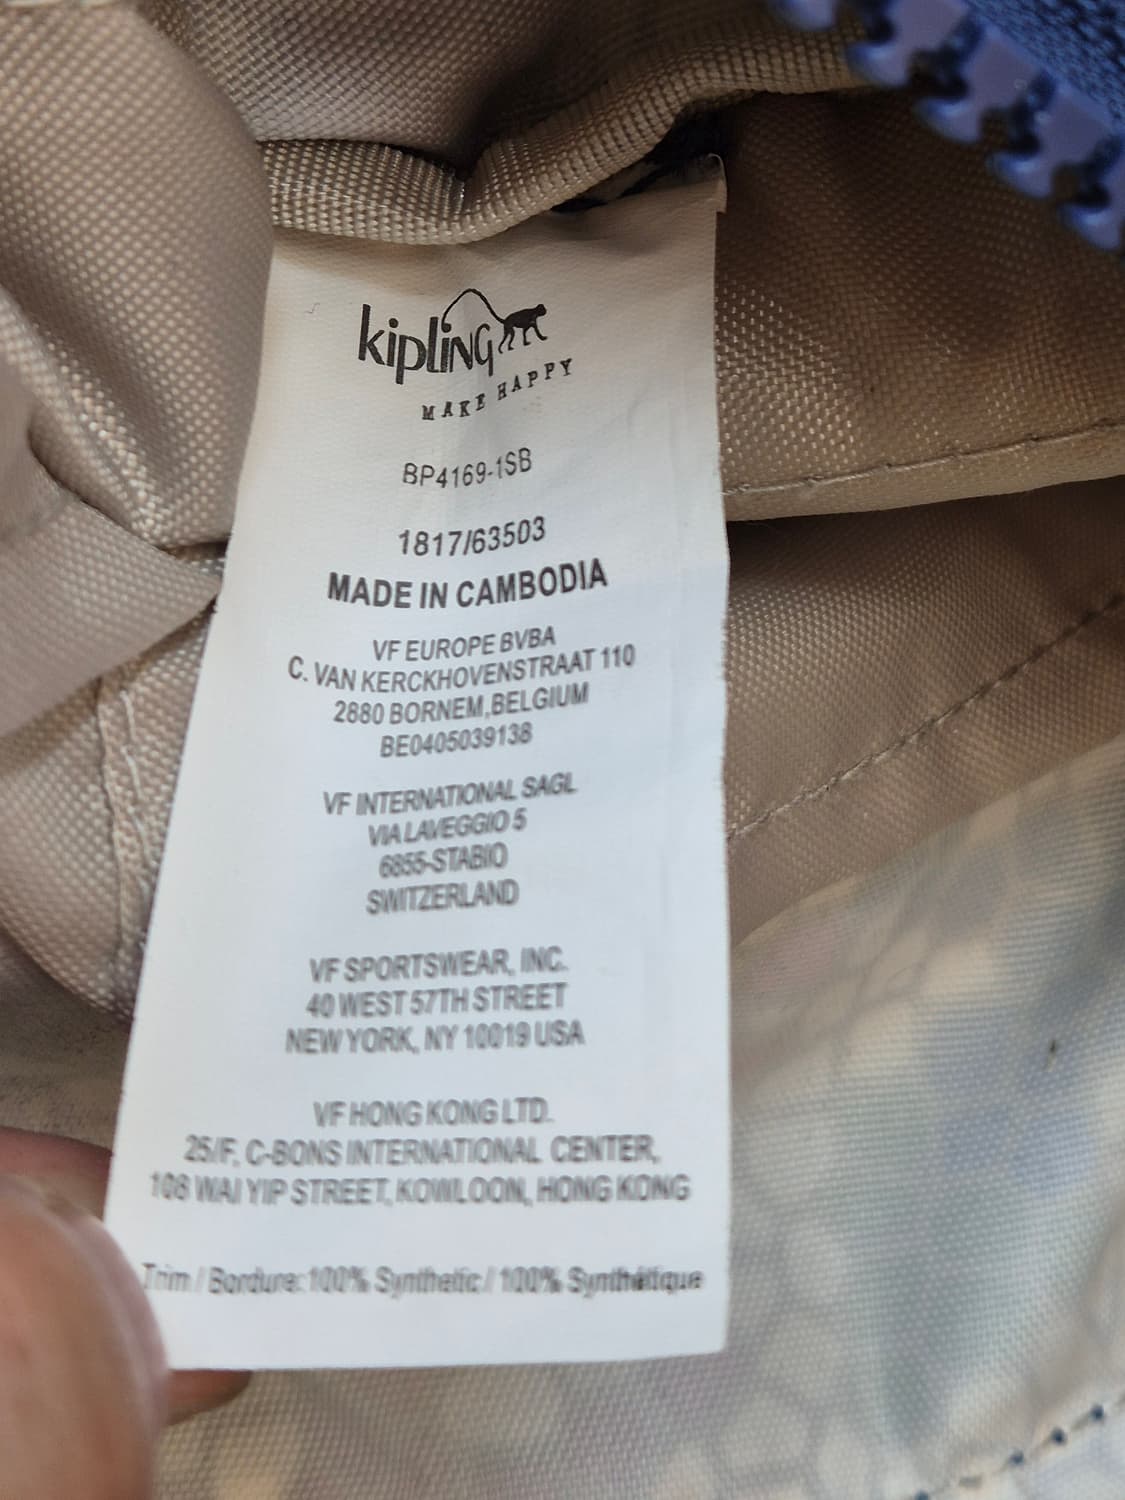 kipling
MAKE HAPPY
BP4169-1SB
1817/63503
MADE IN CAMBODIA
VF EUROPE BVBA
C. VAN KERCKHOVENSTRAAT 110
2880 BORNEM,BELGIUM
BE0405039138
VF INTERNATIONAL SAGL
VIA LAVEGGIO 5
6855-STABIO
SWITZERLAND
VF SPORTSWEAR, INC.
40 WEST 57TH STREET
NEW YORK, NY 10019 USA
VF HONG KONG LTD.
25/F, C-BONS INTERNATIONAL CENTER,
108 WAI YIP STREET, KOWLOON, HONG KONG
Trim / Bordure: 100% Synthetic / 100% Synthétique